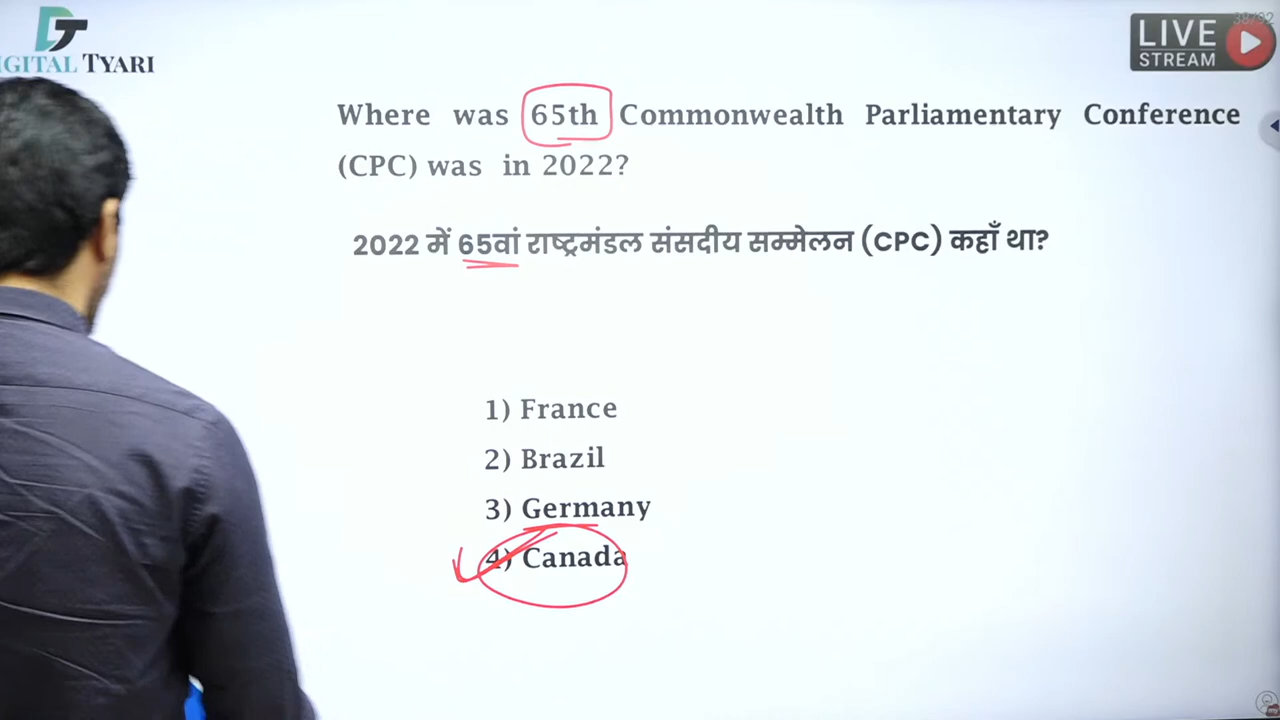 DIGITAL TYARI
LIVE
STREAM
Where was 65th Commonwealth Parliamentary Conference
(CPC) was in 2022?
2022 में 65वां राष्ट्रमंडल संसदीय सम्मेलन (CPC) कहाँ था?
1) France
2) Brazil
3) Germany
4) Canada